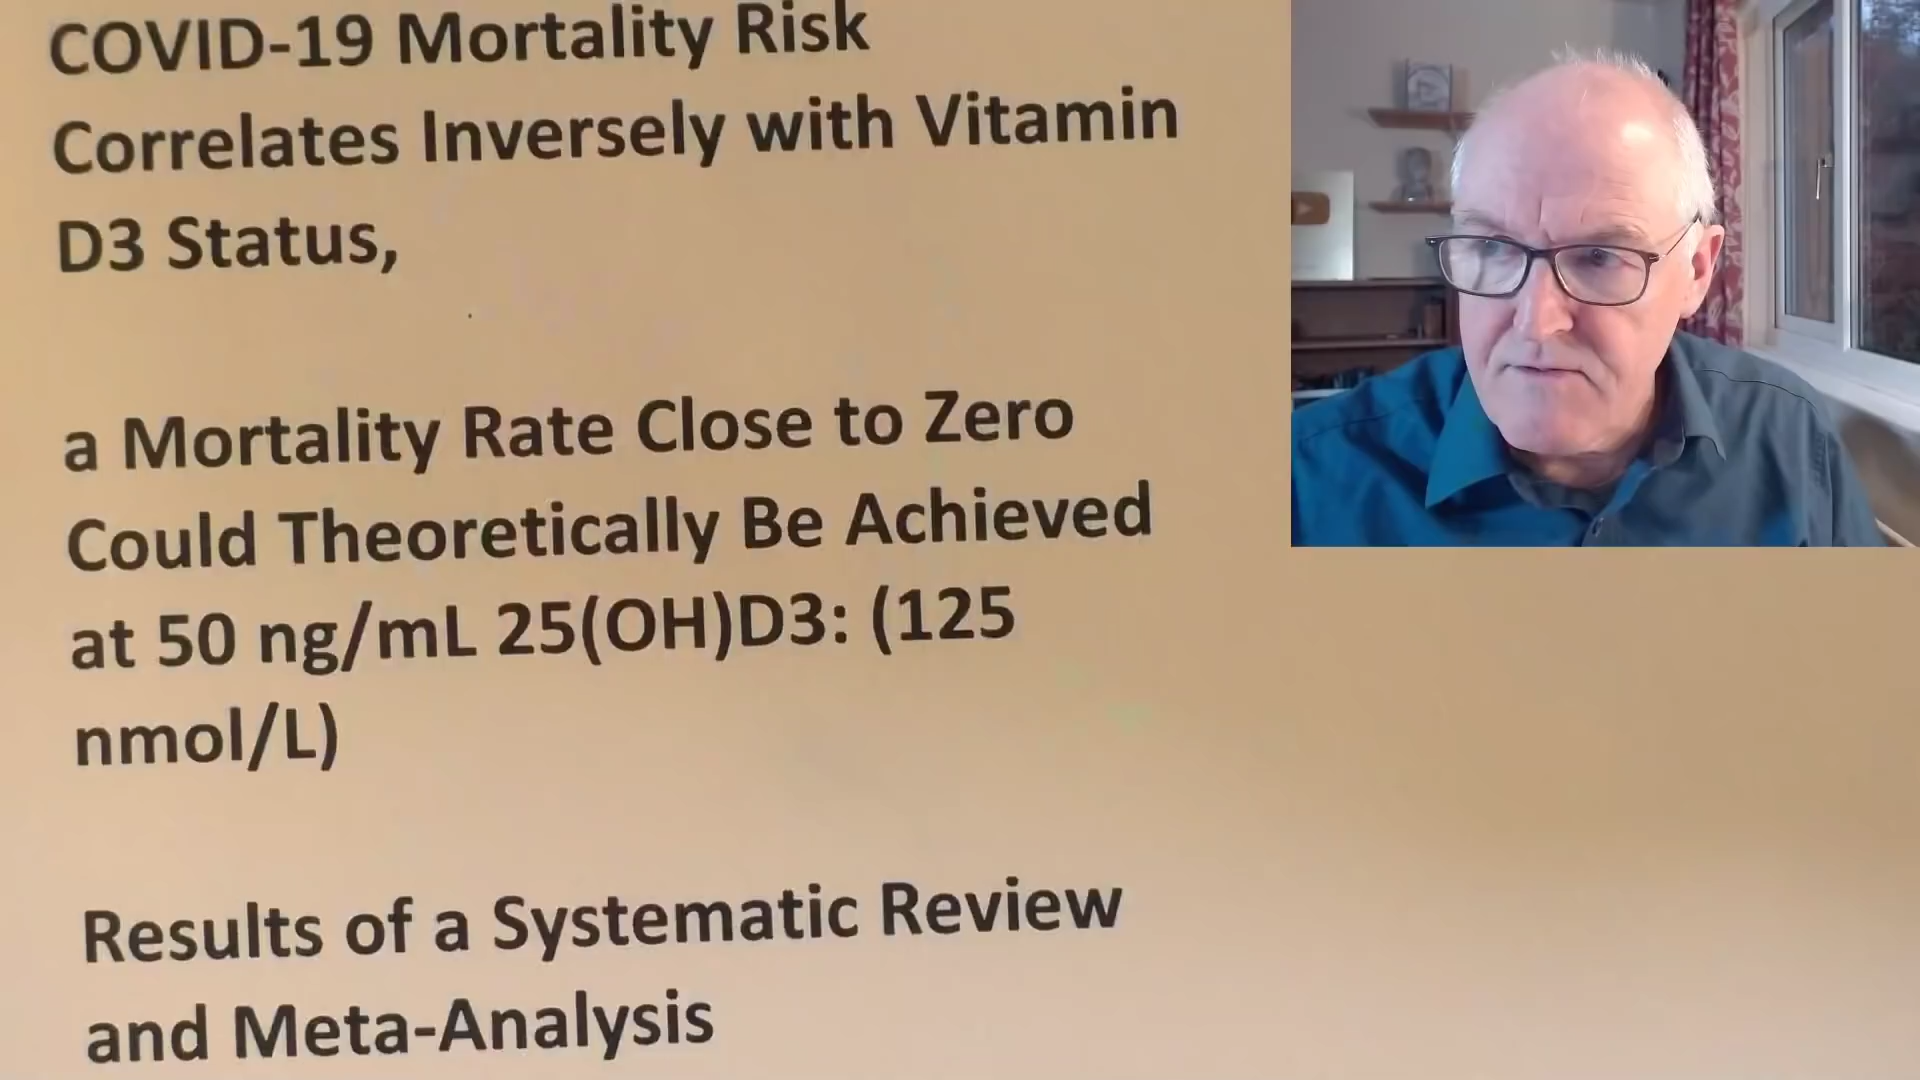 COVID-19 Mortality Risk
Correlates Inversely with Vitamin
D3 Status,
a Mortality Rate Close to Zero
Could Theoretically Be Achieved
at 50 ng/mL 25(OH)D3: (125
nmol/L)
Results of a Systematic Review
and Meta-Analysis